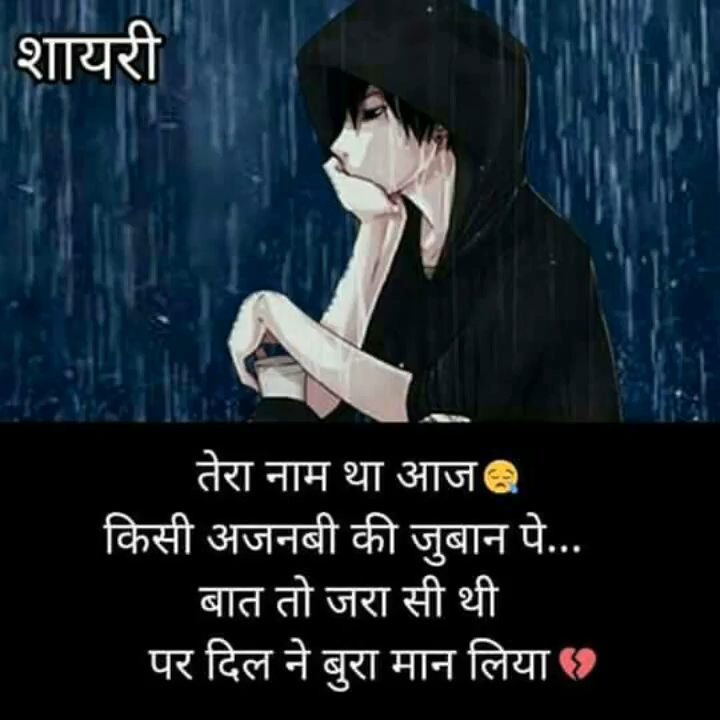 शायरी
तेरा नाम था आज😪
किसी अजनबी की जुबान पे...
बात तो जरा सी थी
पर दिल ने बुरा मान लिया💔